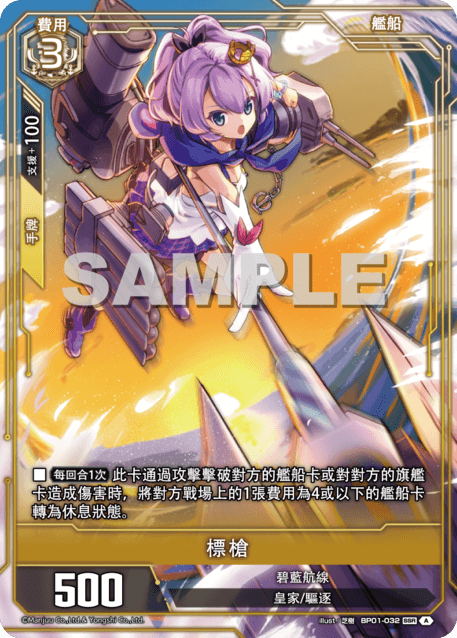 費用
3
艦船
支援+100
手牌
SAMPLE
■ 每回合1次 此卡通過攻擊擊破對方的艦船卡或對對方的旗艦
卡造成傷害時，將對方戰場上的1張費用為4或以下的艦船卡
轉為休息狀態。
標槍
500
碧藍航線
皇家/驅逐
©Manjuu Co.,Ltd.& Yongshi Co.,Ltd.
illust：芝樹
BP01-032 SSR A